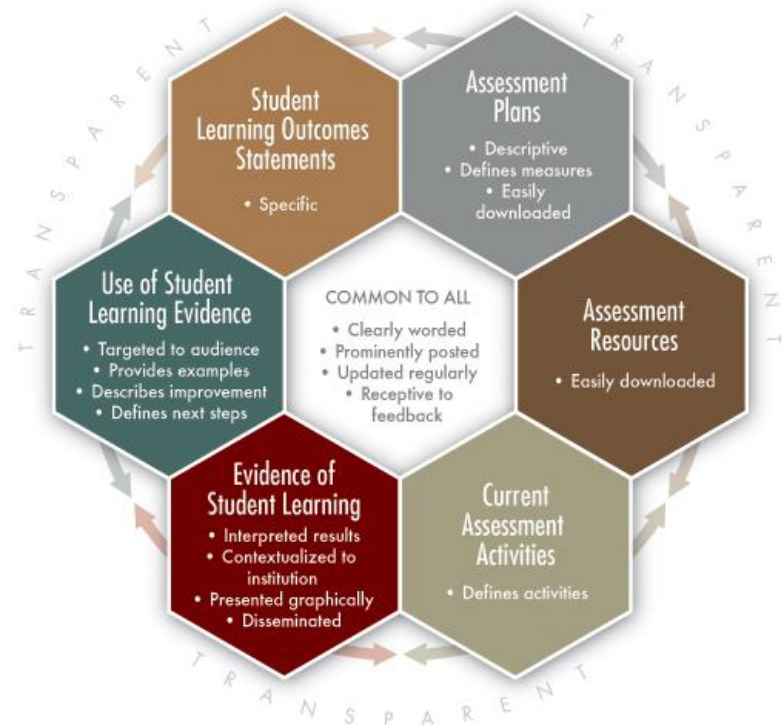 TRANSPARENT
TRANSPARENT
Student
Learning Outcomes
Statements
• Specific
Assessment
Plans
• Descriptive
• Defines measures
• Easily
downloaded
Use of Student
Learning Evidence
• Targeted to audience
• Provides examples
• Describes improvement
• Defines next steps
COMMON TO ALL
• Clearly worded
• Prominently posted
• Updated regularly
• Receptive to
feedback
Assessment
Resources
• Easily downloaded
Evidence of
Student Learning
• Interpreted results
• Contextualized to
institution
• Presented graphically
• Disseminated
Current
Assessment
Activities
• Defines activities
TRANSPARENT